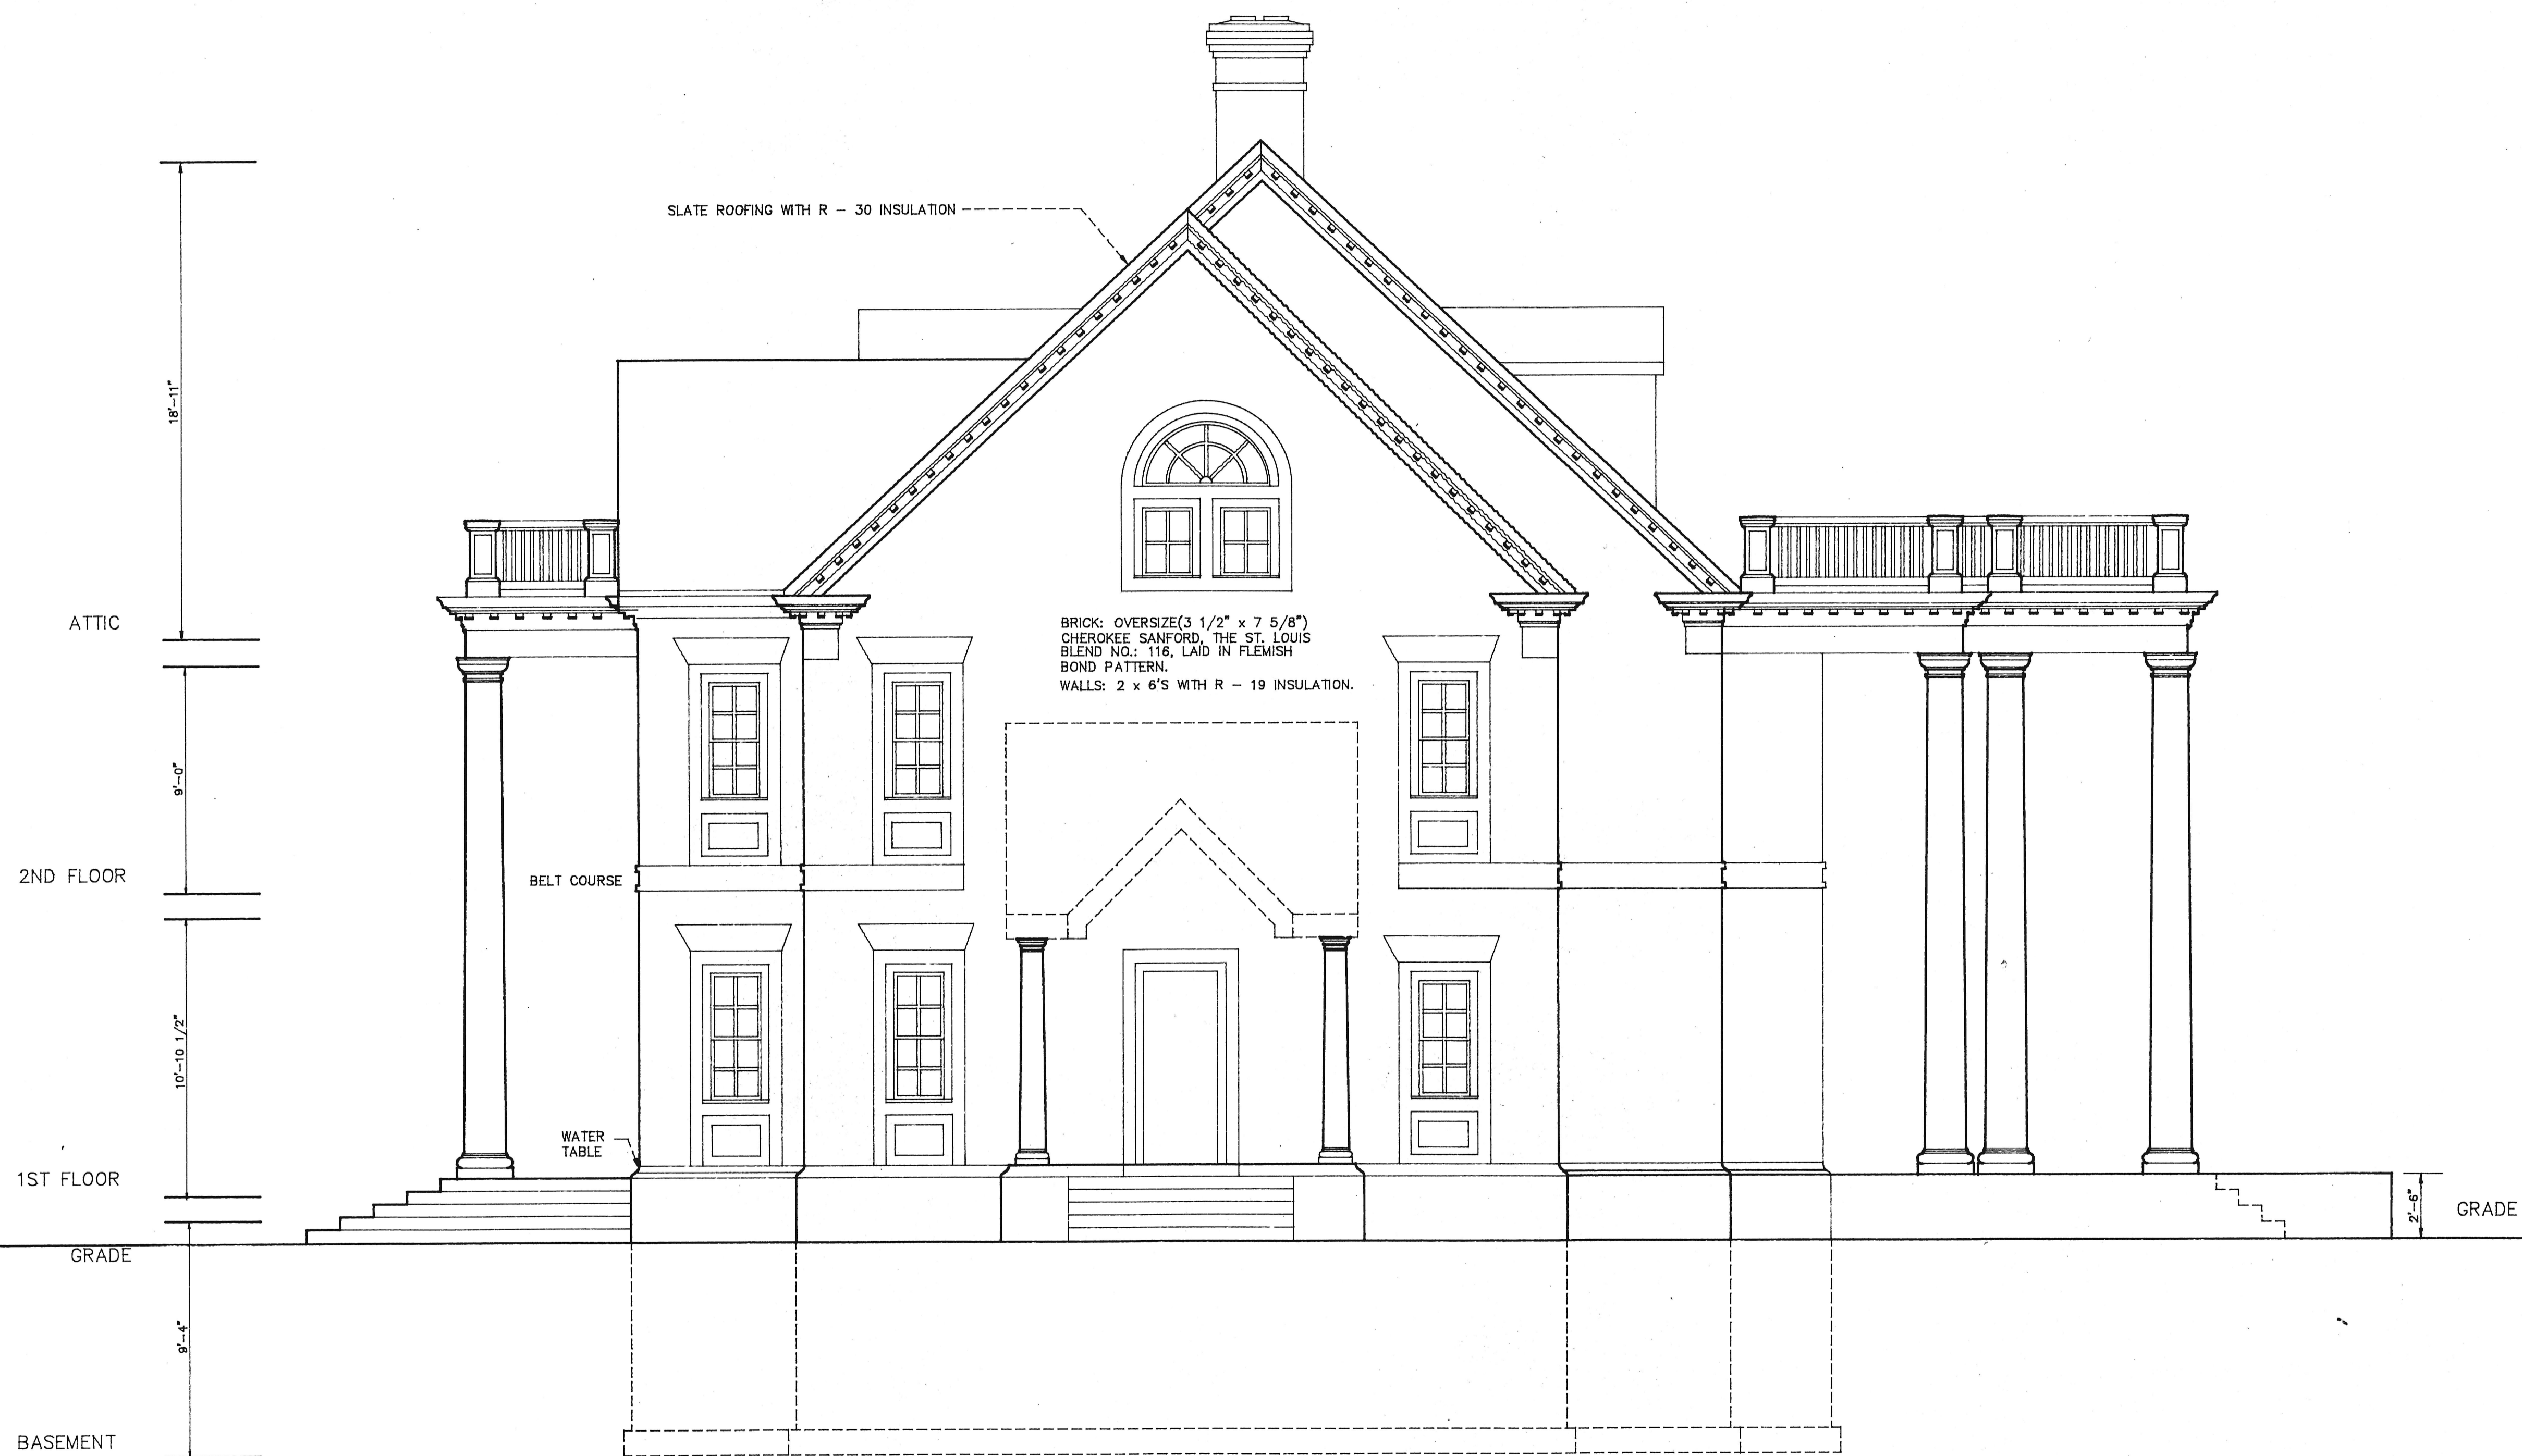 SLATE ROOFING WITH R - 30 INSULATION
18'-11"
ATTIC
BRICK: OVERSIZE(3 1/2" x 7 5/8")
CHEROKEE SANFORD, THE ST. LOUIS
BLEND NO.: 116, LAID IN FLEMISH
BOND PATTERN.
WALLS: 2 x 6'S WITH R - 19 INSULATION.
9'-0"
2ND FLOOR
BELT COURSE
10'-10 1/2"
WATER
TABLE
1ST FLOOR
2'-6"
GRADE
GRADE
9'-4"
BASEMENT